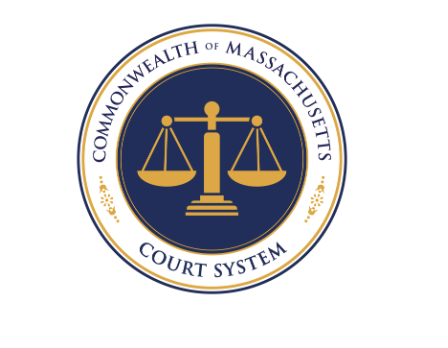 COMMONWEALTH OF MASSACHUSETTS
COURT SYSTEM